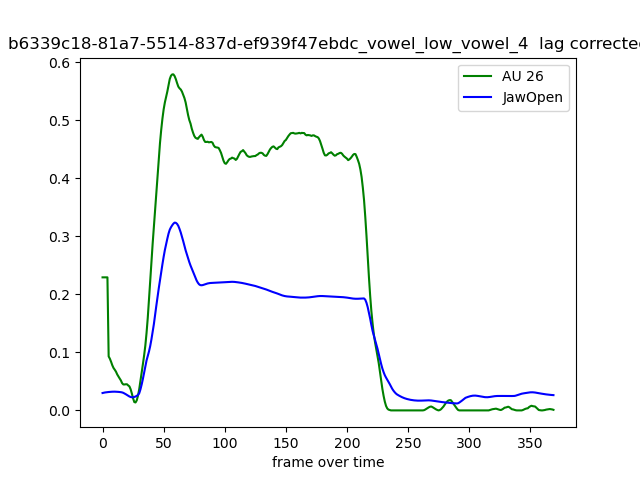 b6339c18-81a7-5514-837d-ef939f47ebdc_vowel_low_vowel_4 lag correcte
AU 26
JawOpen
0.6
0.5
0.4
0.3
0.2
0.1
0.0
0 50 100 150 200 250 300 350
frame over time